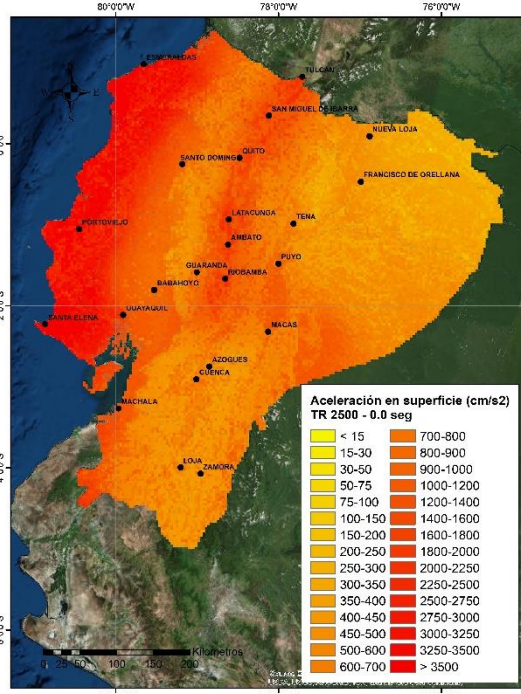 80°0'0"W
78°0'0"W
76°0'0"W
ESMERALDAS
TULCAN
SAN MIGUEL DE IBARRA
NUEVA LOJA
QUITO
SANTO DOMINGO
FRANCISCO DE ORELLANA
LATACUNGA
TENA
PORTOVIEJO
AMBATO
PUYO
GUARANDA
RIOBAMBA
BABAHOYO
GUAYAQUIL
SANTA ELENA
MACAS
AZOGUES
CUENCA
MACHALA
LOJA
ZAMORA
Aceleración en superficie (cm/s2)
TR 2500 - 0.0 seg
< 15 700-800
15-30 800-900
30-50 900-1000
50-75 1000-1200
75-100 1200-1400
100-150 1400-1600
150-200 1600-1800
200-250 1800-2000
250-300 2000-2250
300-350 2250-2500
350-400 2500-2750
400-450 2750-3000
450-500 3000-3250
500-600 3250-3500
600-700 > 3500
Kilometros
0 25 50 100 150 200